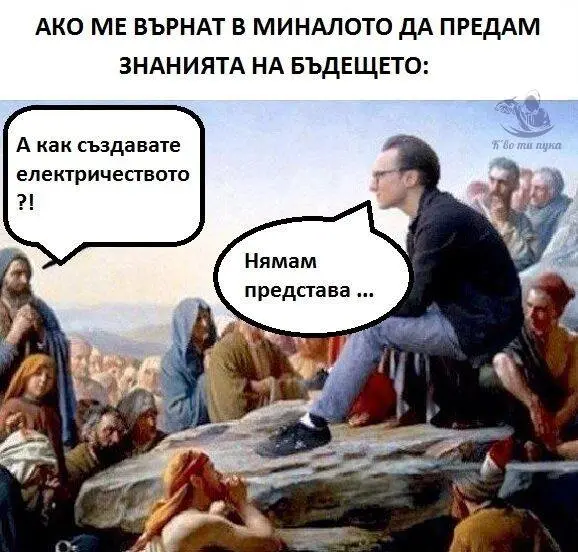 АКО МЕ ВЪРНАТ В МИНАЛОТО ДА ПРЕДАМ
ЗНАНИЯТА НА БЪДЕЩЕТО:
К'во ти пука
А как създавате
електричеството
?!
Нямам
представа ...